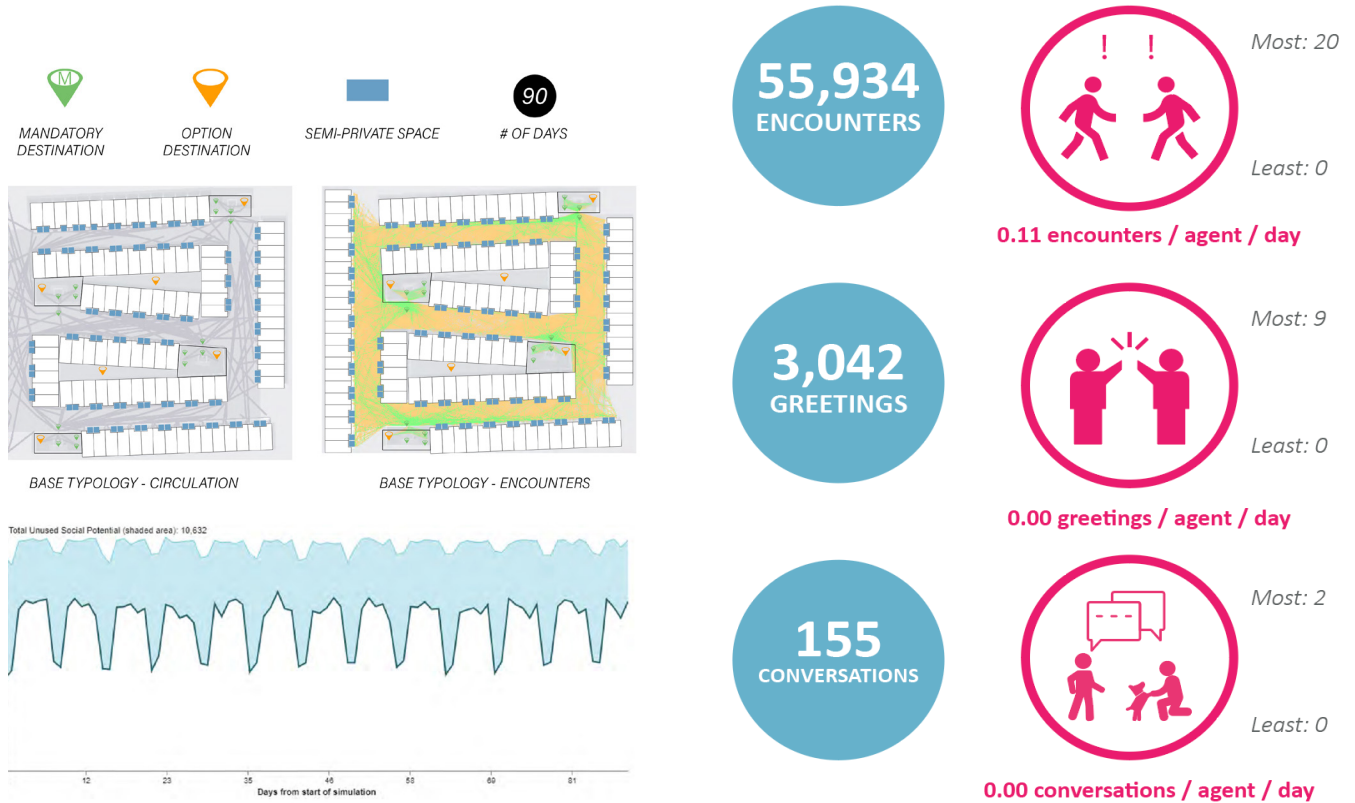 M
90
MANDATORY
DESTINATION
OPTION
DESTINATION
SEMI-PRIVATE SPACE
# OF DAYS
BASE TYPOLOGY - CIRCULATION
BASE TYPOLOGY - ENCOUNTERS
Total Unused Social Potential (shaded area): 10,632
12
23
35
46
58
69
81
Days from start of simulation
55,934
ENCOUNTERS
! !
Most: 20
Least: 0
0.11 encounters / agent / day
3,042
GREETINGS
Most: 9
Least: 0
0.00 greetings / agent / day
155
CONVERSATIONS
Most: 2
Least: 0
0.00 conversations / agent / day